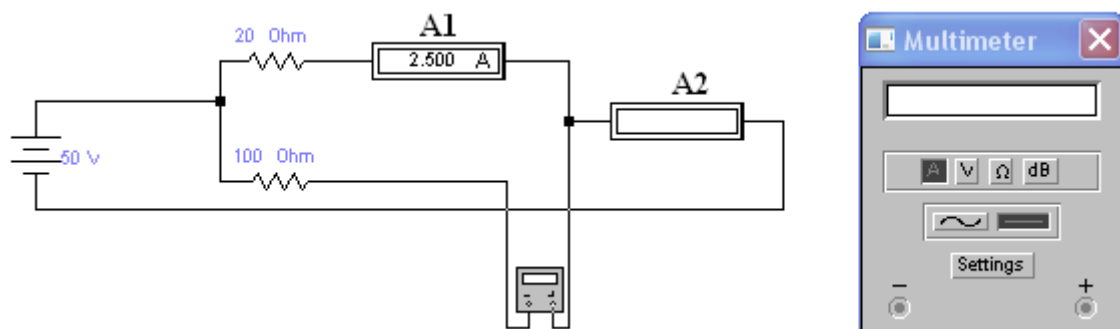 20 Ohm
A1
2.500 A
A2
50 V
100 Ohm
Multimeter
A V Ω dB
Settings
− +